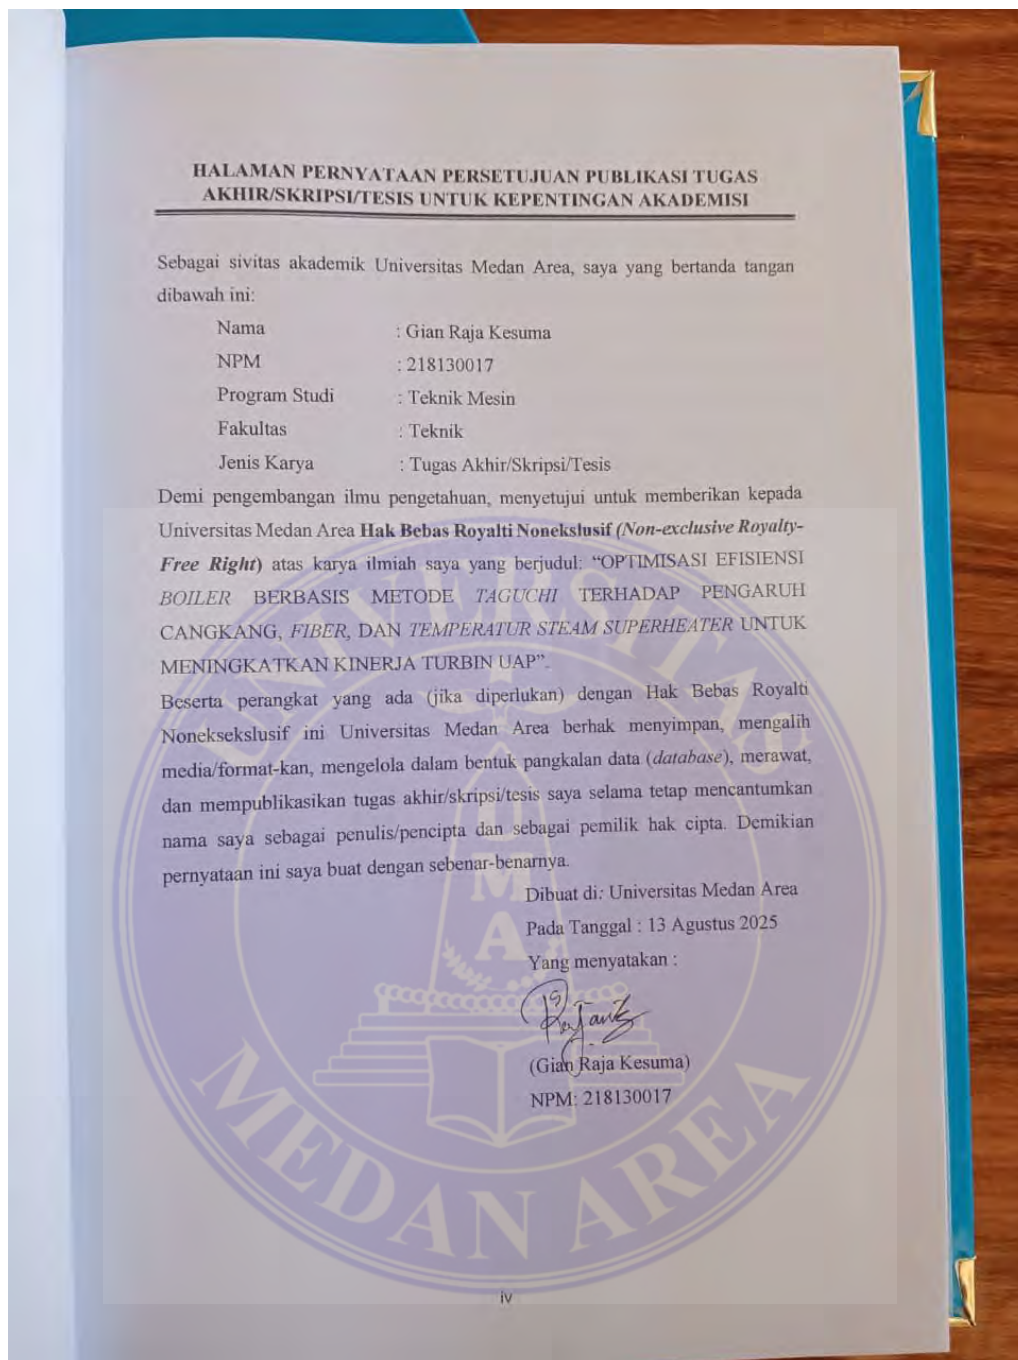 HALAMAN PERNYATAAN PERSETUJUAN PUBLIKASI TUGAS
AKHIR/SKRIPSI/TESIS UNTUK KEPENTINGAN AKADEMISI
Sebagai sivitas akademik Universitas Medan Area, saya yang bertanda tangan
dibawah ini:
Nama : Gian Raja Kesuma
NPM : 218130017
Program Studi : Teknik Mesin
Fakultas : Teknik
Jenis Karya : Tugas Akhir/Skripsi/Tesis
Demi pengembangan ilmu pengetahuan, menyetujui untuk memberikan kepada
Universitas Medan Area Hak Bebas Royalti Nonekslusif (Non-exclusive Royalty-
Free Right) atas karya ilmiah saya yang berjudul: “OPTIMISASI EFISIENSI
BOILER BERBASIS METODE TAGUCHI TERHADAP PENGARUH
CANGKANG, FIBER, DAN TEMPERATUR STEAM SUPERHEATER UNTUK
MENINGKATKAN KINERJA TURBIN UAP”.
Beserta perangkat yang ada (jika diperlukan) dengan Hak Bebas Royalti
Noneksekslusif ini Universitas Medan Area berhak menyimpan, mengalih
media/format-kan, mengelola dalam bentuk pangkalan data (database), merawat,
dan mempublikasikan tugas akhir/skripsi/tesis saya selama tetap mencantumkan
nama saya sebagai penulis/pencipta dan sebagai pemilik hak cipta. Demikian
pernyataan ini saya buat dengan sebenar-benarnya.
Dibuat di: Universitas Medan Area
Pada Tanggal : 13 Agustus 2025
Yang menyatakan :
(Gian Raja Kesuma)
NPM: 218130017
UNIVERSITAS
UMA
MEDAN AREA
iv